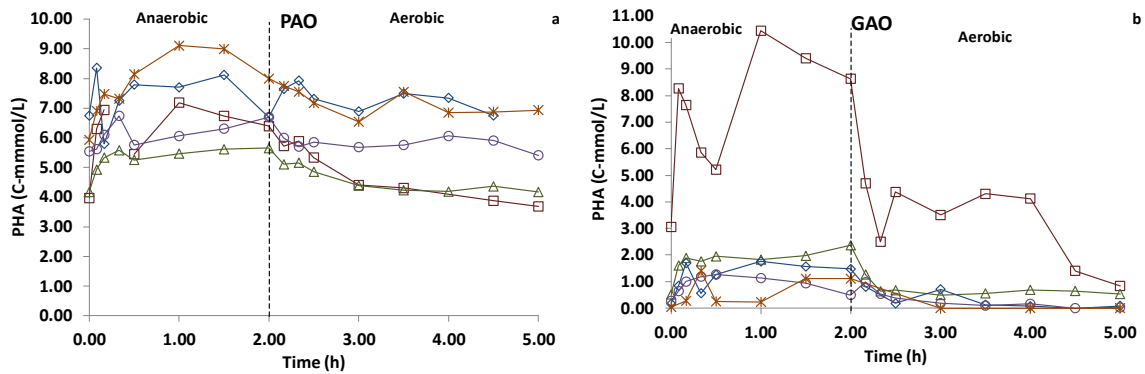 PAO
a
Anaerobic
Aerobic
10.00
9.00
8.00
7.00
6.00
5.00
4.00
3.00
2.00
1.00
0.00
PHA (C-mmmol/L)
0.00 1.00 2.00 3.00 4.00 5.00
Time (h)
GAO
b
Anaerobic
Aerobic
11.00
10.00
9.00
8.00
7.00
6.00
5.00
4.00
3.00
2.00
1.00
0.00
PHA (C-mmol/L)
0.00 1.00 2.00 3.00 4.00 5.00
Time (h)